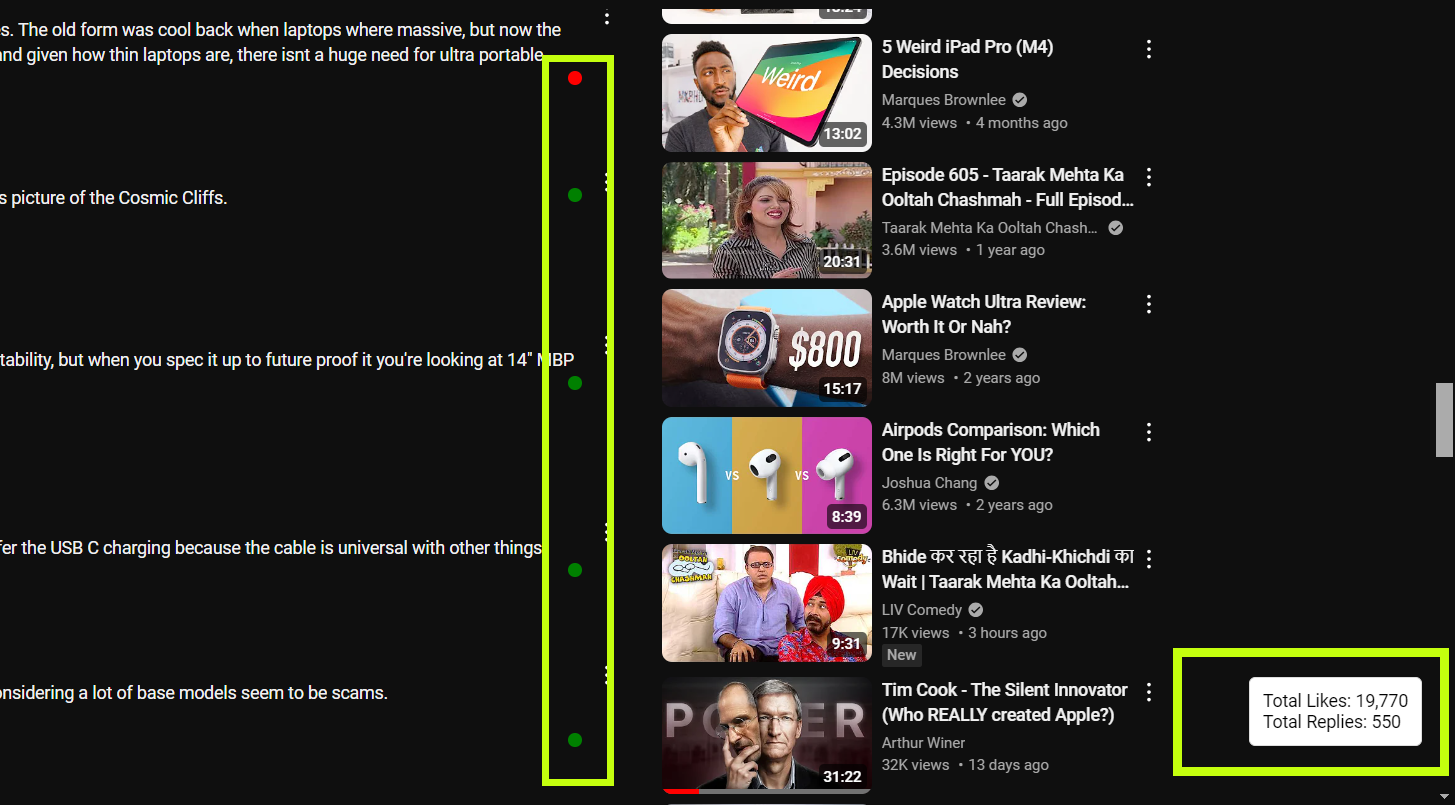 es. The old form was cool back when laptops where massive, but now the
and given how thin laptops are, there isnt a huge need for ultra portable
s picture of the Cosmic Cliffs.
tability, but when you spec it up to future proof it you're looking at 14" MBP
fer the USB C charging because the cable is universal with other things
onsidering a lot of base models seem to be scams.
Weird
13:02
5 Weird iPad Pro (M4)
Decisions
Marques Brownlee
4.3M views • 4 months ago
20:31
Episode 605 - Taarak Mehta Ka
Ooltah Chashmah - Full Episod...
Taarak Mehta Ka Ooltah Chash...
3.6M views • 1 year ago
$800
15:17
Apple Watch Ultra Review:
Worth It Or Nah?
Marques Brownlee
8M views • 2 years ago
VS VS
8:39
Airpods Comparison: Which
One Is Right For YOU?
Joshua Chang
6.3M views • 2 years ago
OOLTAH
CHASHMAH
LIV
comedy
9:31
Bhide कर रहा है Kadhi-Khichdi का
Wait | Taarak Mehta Ka Ooltah...
LIV Comedy
17K views • 3 hours ago
New
POWER
31:22
Tim Cook - The Silent Innovator
(Who REALLY created Apple?)
Arthur Winer
32K views • 13 days ago
Total Likes: 19,770
Total Replies: 550